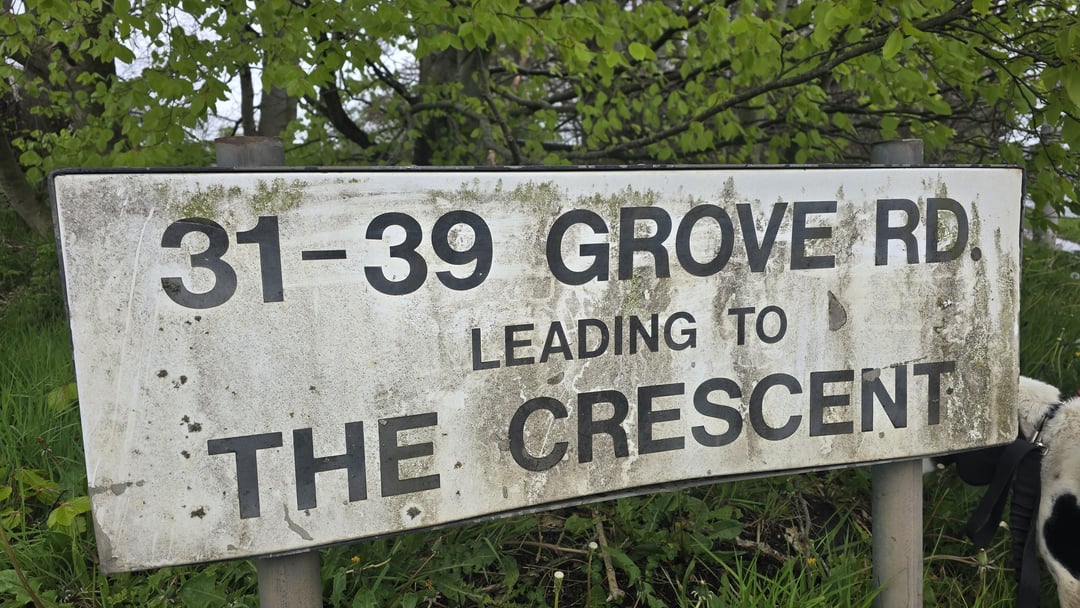 31-39 GROVE RD.
LEADING TO
THE CRESCENT